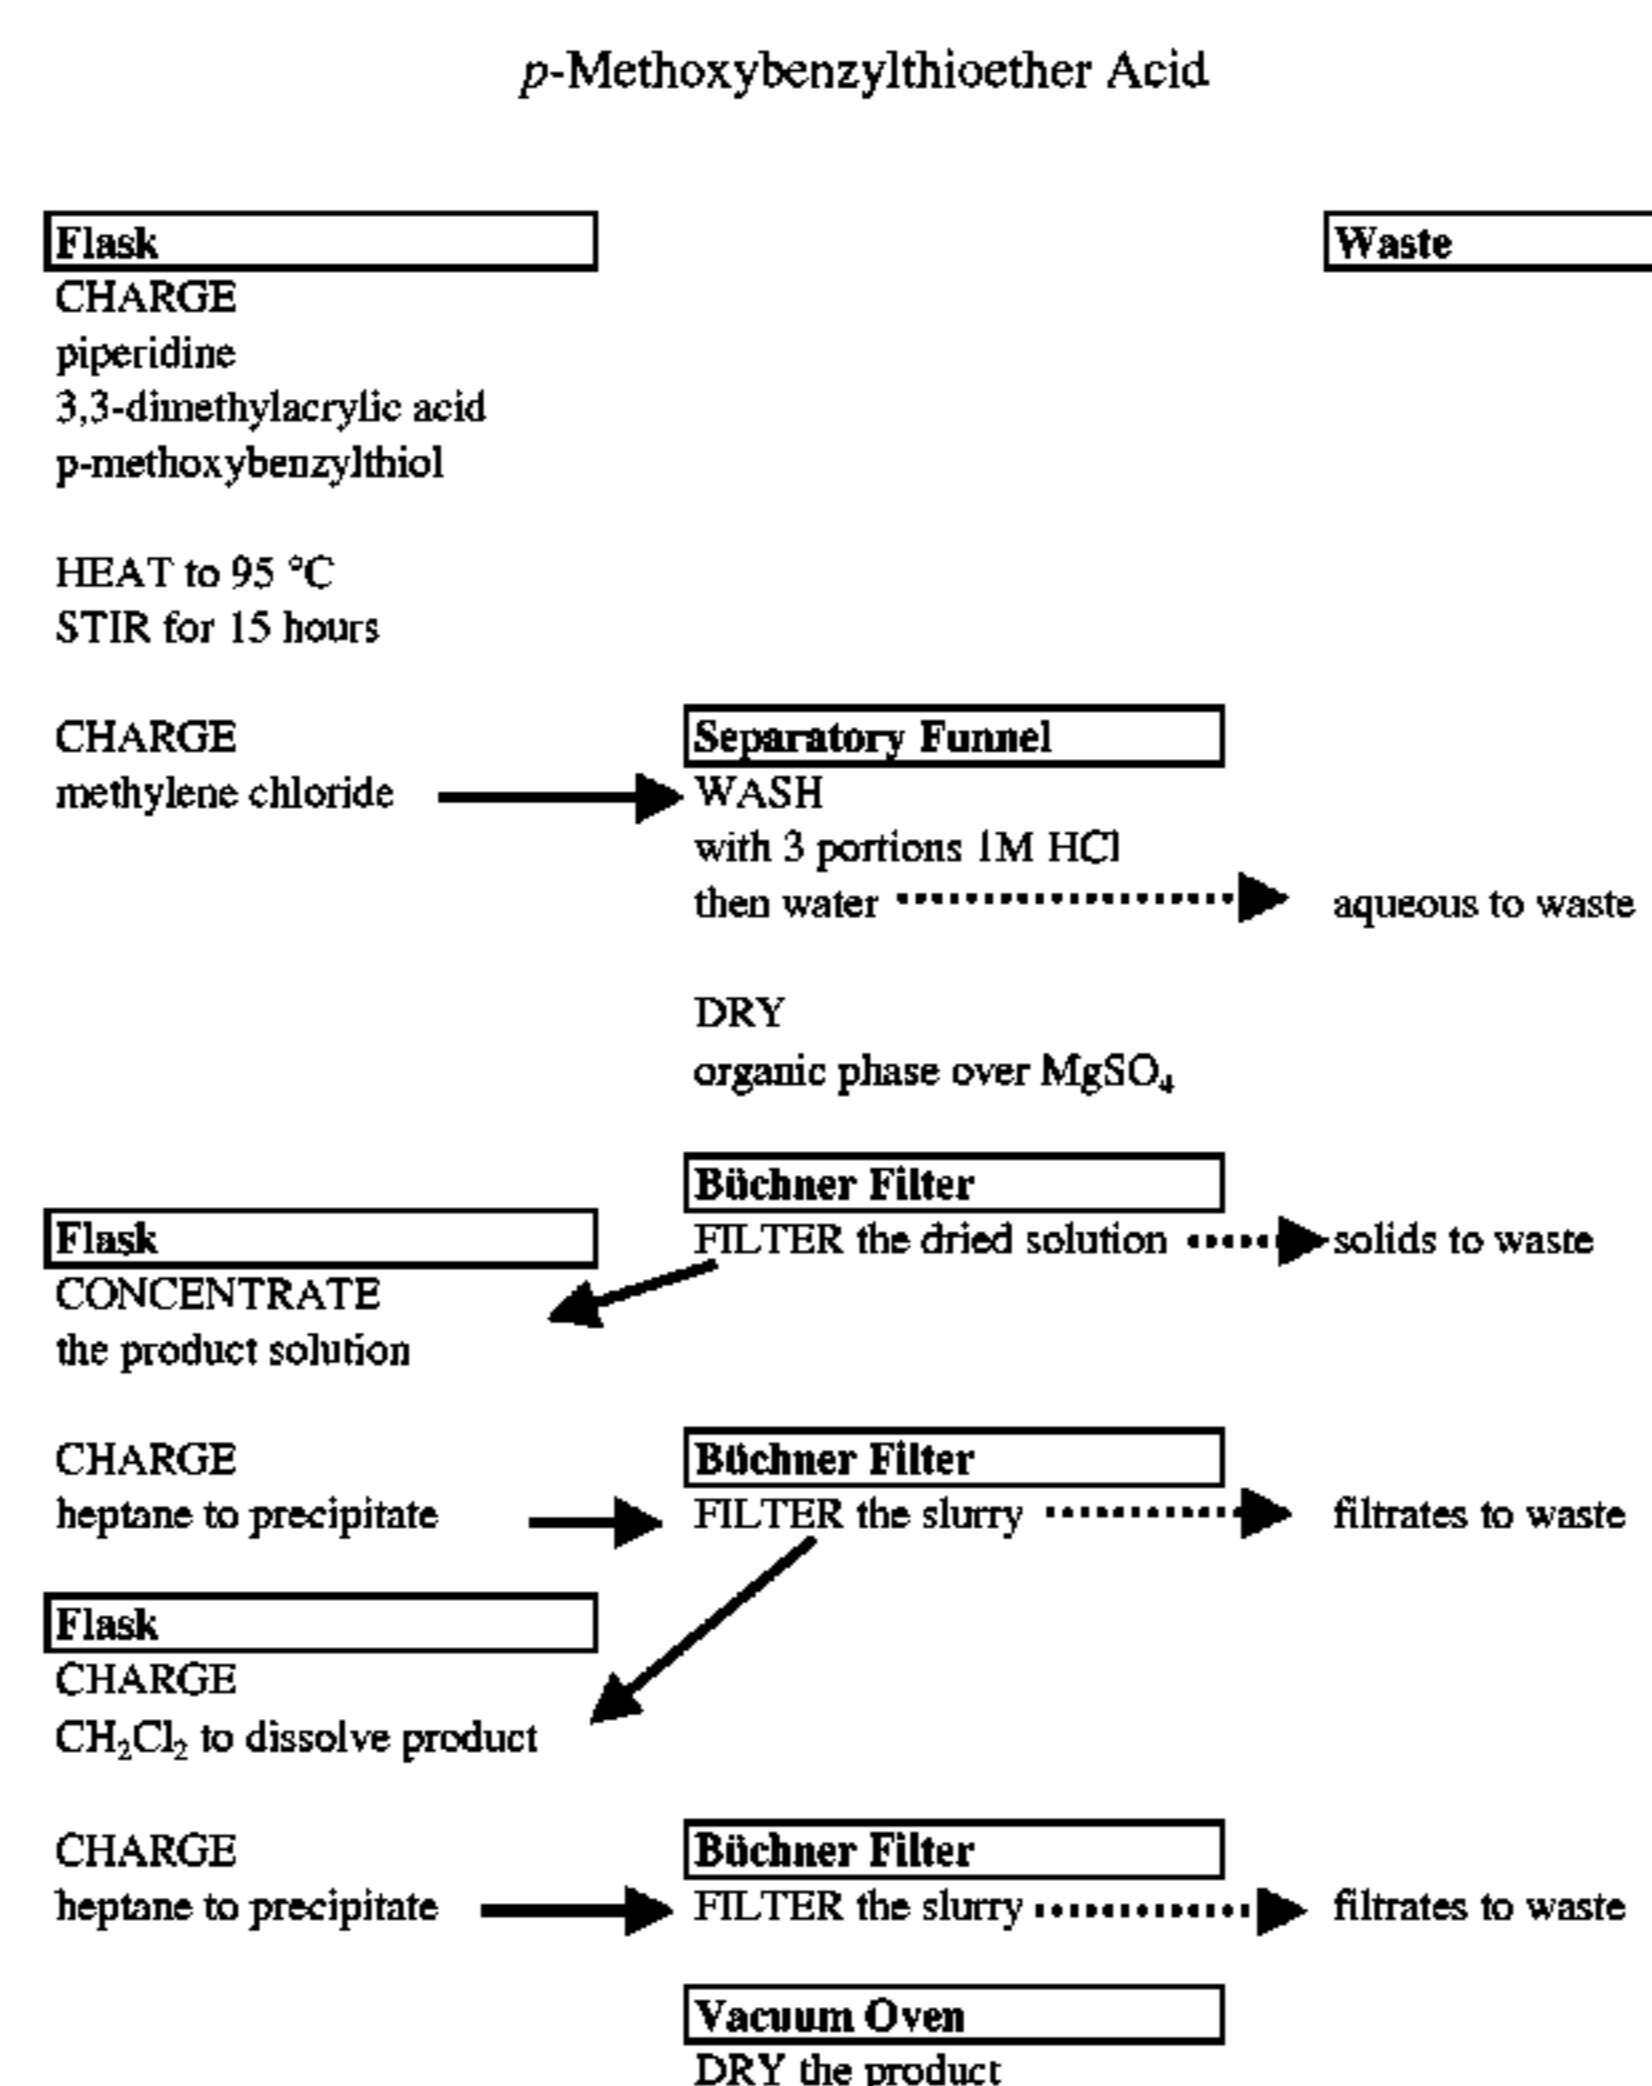 p-Methoxybenzylthioether Acid
Flask
Waste
CHARGE
piperidine
3,3-dimethylacrylic acid
p-methoxybenzylthiol
HEAT to 95 °C
STIR for 15 hours
CHARGE
methylene chloride
Separatory Funnel
WASH
with 3 portions 1M HCl
then water
aqueous to waste
DRY
organic phase over MgSO₄
Büchner Filter
FILTER the dried solution
solids to waste
Flask
CONCENTRATE
the product solution
CHARGE
heptane to precipitate
Büchner Filter
FILTER the slurry
filtrates to waste
Flask
CHARGE
CH₂Cl₂ to dissolve product
CHARGE
heptane to precipitate
Büchner Filter
FILTER the slurry
filtrates to waste
Vacuum Oven
DRY the product